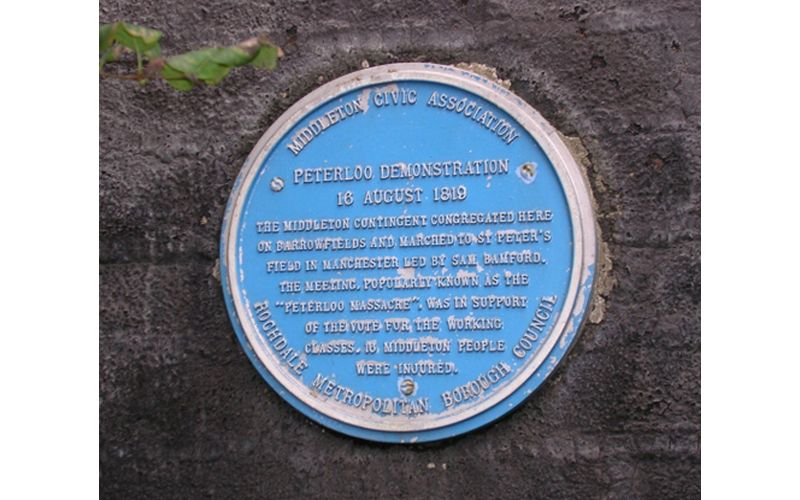 MIDDLETON CIVIC ASSOCIATION
PETERLOO DEMONSTRATION
16 AUGUST 1819
THE MIDDLETON CONTINGENT CONGREGATED HERE
ON BARROWFIELDS AND MARCHED TO ST PETER'S
FIELD IN MANCHESTER LED BY SAM BAMFORD.
THE MEETING, POPULARLY KNOWN AS THE
"PETERLOO MASSACRE", WAS IN SUPPORT
OF THE VOTE FOR THE WORKING
CLASSES. MIDDLETON PEOPLE
WERE INJURED.
ROCHDALE METROPOLITAN BOROUGH COUNCIL